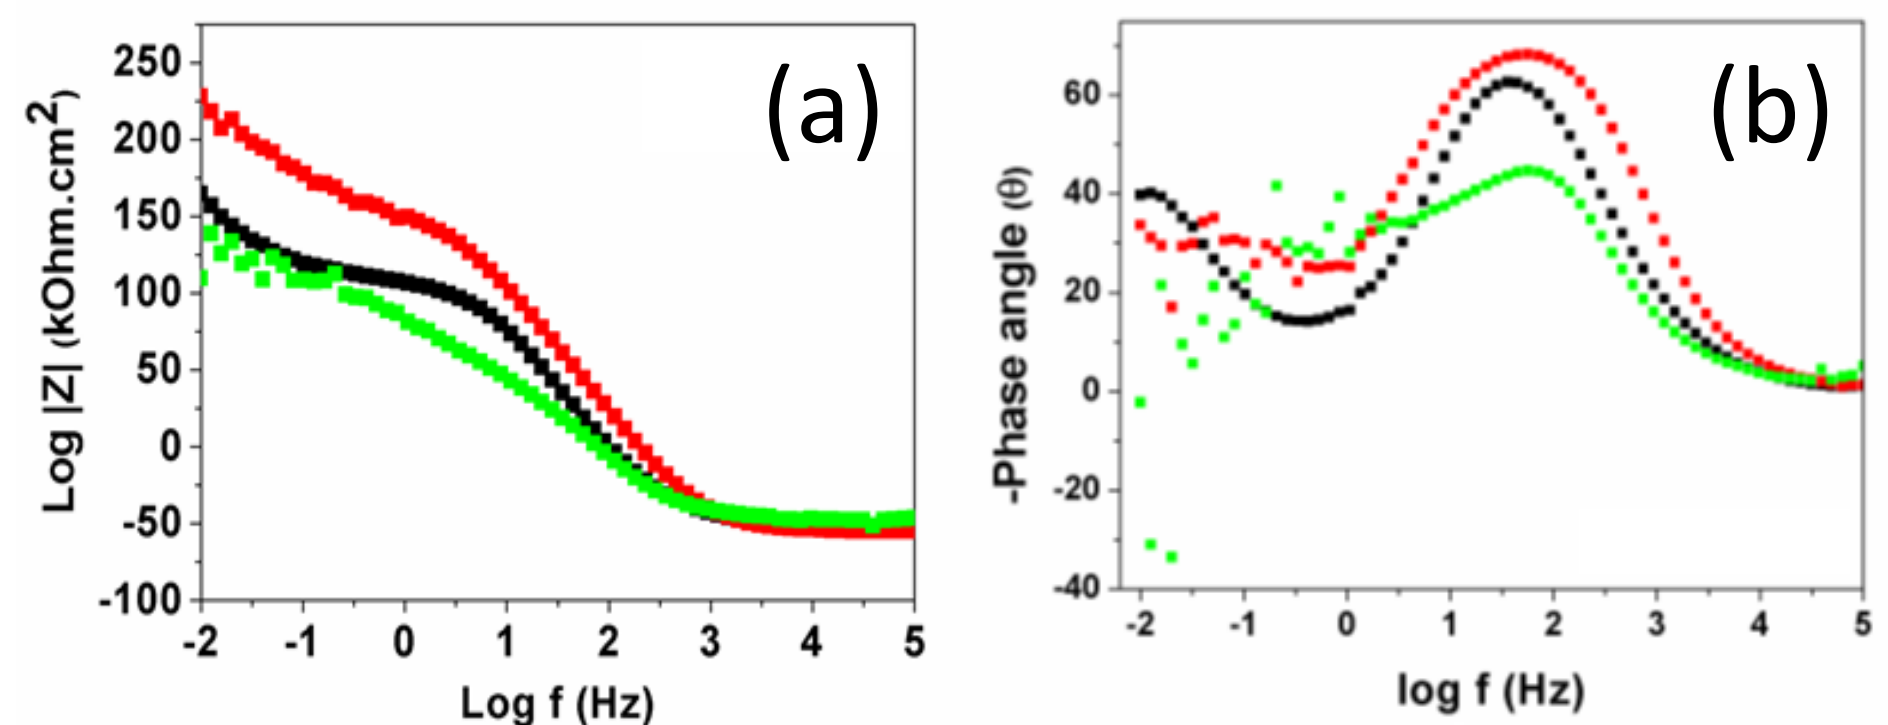 (a)
Log |Z| (kOhm.cm2)
250
200
150
100
50
0
-50
-100
-2 -1 0 1 2 3 4 5
Log f (Hz)
(b)
-Phase angle (θ)
60
40
20
0
-20
-40
-2 -1 0 1 2 3 4 5
log f (Hz)